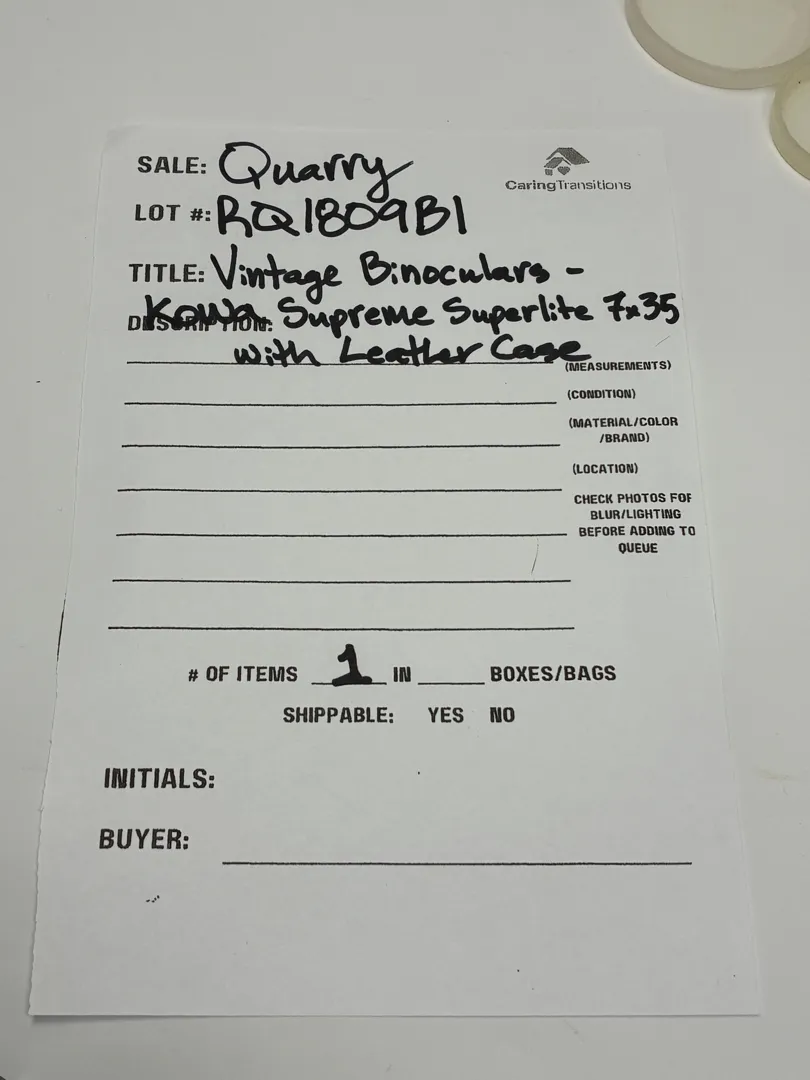 SALE: Quarry
CaringTransitions
LOT #: RQ1809B1
TITLE: Vintage Binoculars -
DESCRIPTION: Kowa Supreme Superlite 7x35
with Leather Case
(MEASUREMENTS)
(CONDITION)
(MATERIAL/COLOR
/BRAND)
(LOCATION)
CHECK PHOTOS FOR
BLUR/LIGHTING
BEFORE ADDING TO
QUEUE
# OF ITEMS 1 IN BOXES/BAGS
SHIPPABLE: YES NO
INITIALS:
BUYER: